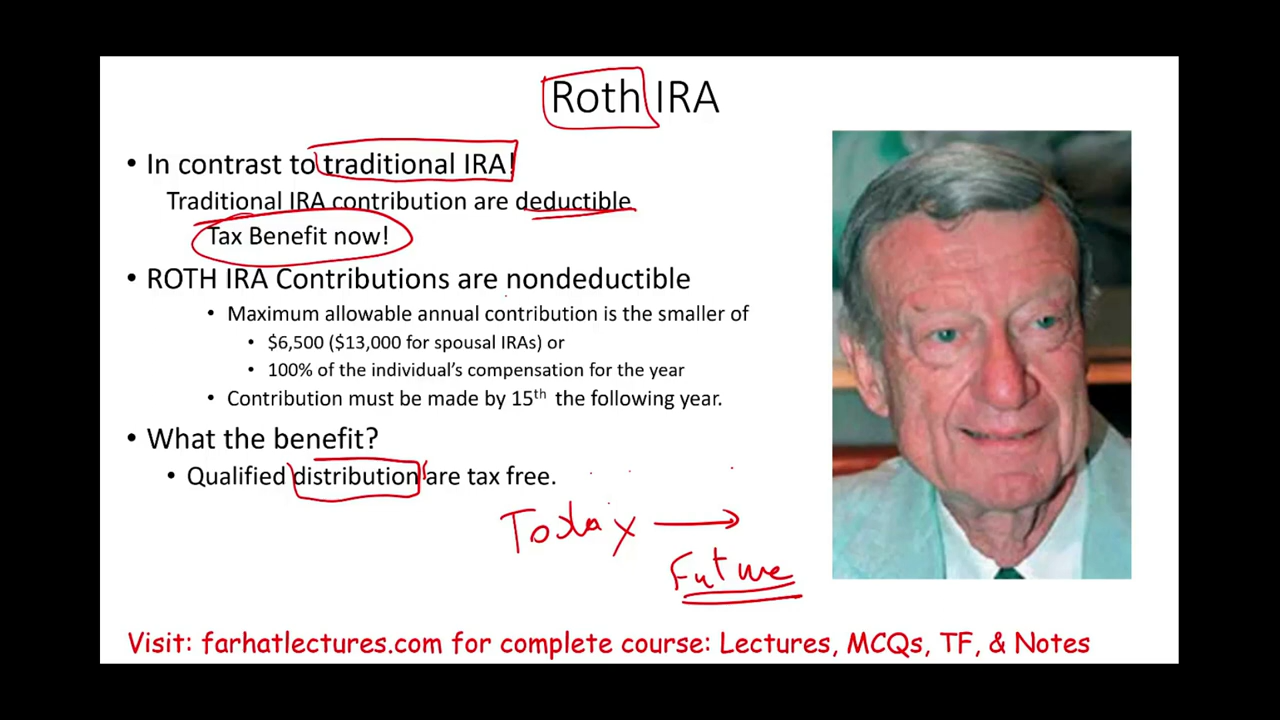 Roth IRA
• In contrast to traditional IRA!
Traditional IRA contribution are deductible
Tax Benefit now!
• ROTH IRA Contributions are nondeductible
• Maximum allowable annual contribution is the smaller of
• $6,500 ($13,000 for spousal IRAs) or
• 100% of the individual's compensation for the year
• Contribution must be made by 15th the following year.
• What the benefit?
• Qualified distribution are tax free.
Today
Future
Visit: farhatlectures.com for complete course: Lectures, MCQs, TF, & Notes